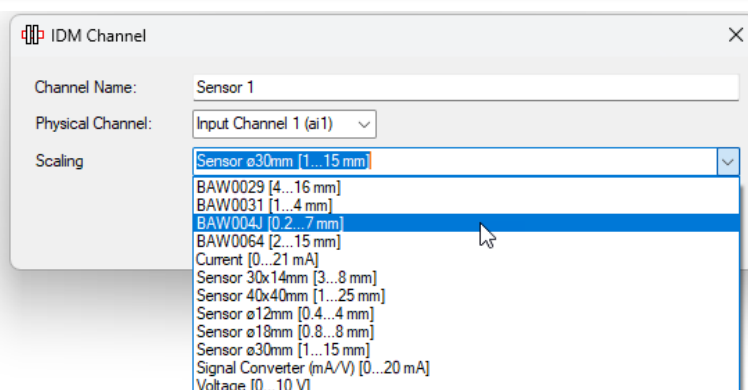 IDM Channel
Channel Name: Sensor 1
Physical Channel: Input Channel 1 (ai1)
Scaling Sensor ø30mm [1...15 mm]
BAW0029 [4...16 mm]
BAW0031 [1...4 mm]
BAW004J [0.2...7 mm]
BAW0064 [2...15 mm]
Current [0...21 mA]
Sensor 30x14mm [3...8 mm]
Sensor 40x40mm [1...25 mm]
Sensor ø12mm [0.4...4 mm]
Sensor ø18mm [0.8...8 mm]
Sensor ø30mm [1...15 mm]
Signal Converter (mA/V) [0...20 mA]
Voltage [0...10 V]